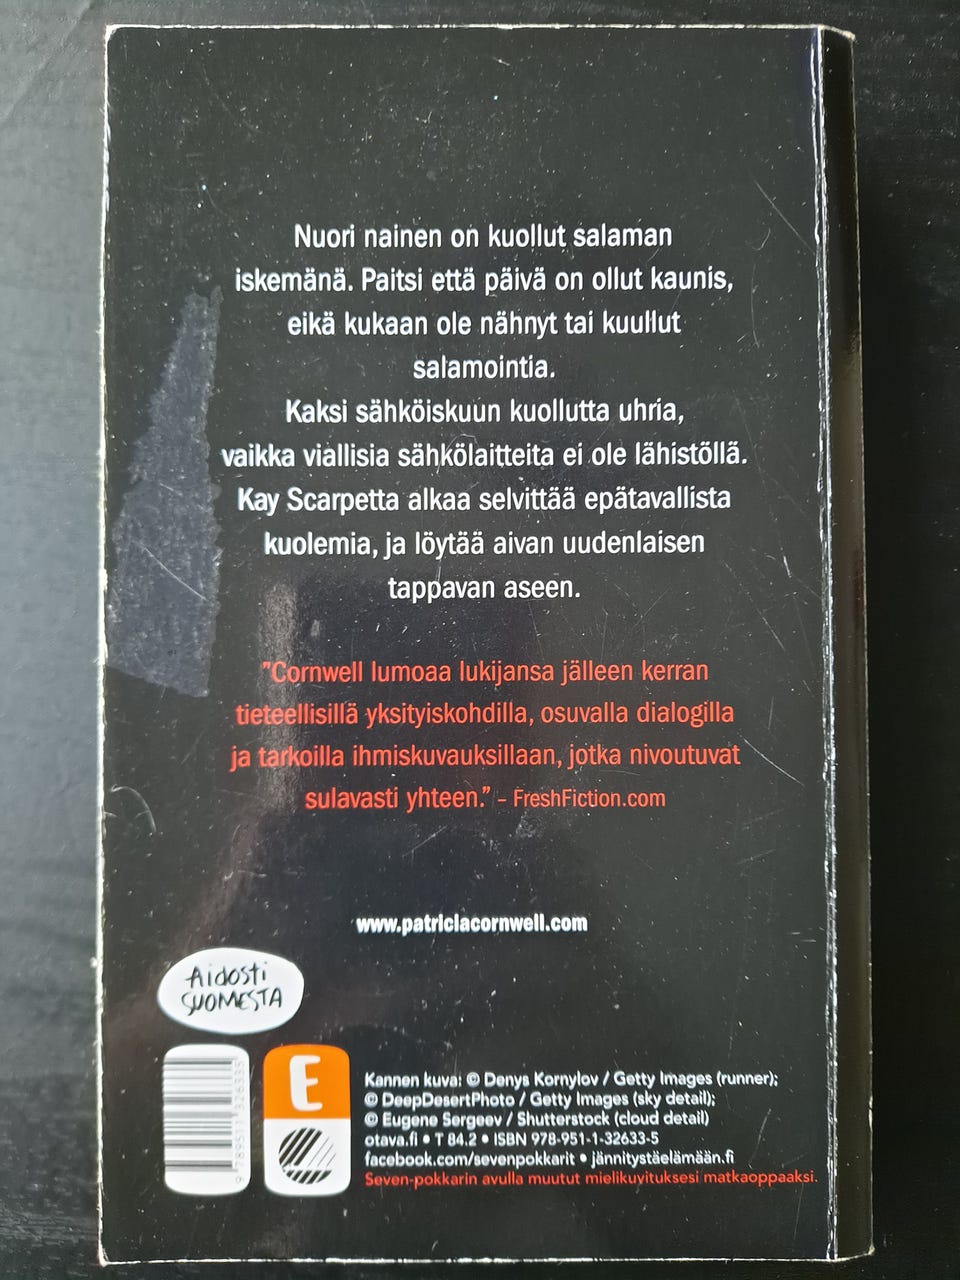 Nuori nainen on kuollut salaman
iskemänä. Paitsi että päivä on ollut kaunis,
eikä kukaan ole nähnyt tai kuullut
salamointia.
Kaksi sähköiskuun kuollutta uhria,
vaikka viallisia sähkölaitteita ei ole lähistöllä.
Kay Scarpetta alkaa selvittää epätavallista
kuolemia, ja löytää aivan uudenlaisen
tappavan aseen.
"Cornwell lumoaa lukijansa jälleen kerran
tieteellisillä yksityiskohdilla, osuvalla dialogilla
ja tarkoilla ihmiskuvauksillaan, jotka nivoutuvat
sulavasti yhteen." – FreshFiction.com
www.patriciacornwell.com
Aidosti
SUOMESTA
9 789511 326335
E
Kannen kuva: © Denys Kornylov / Getty Images (runner);
© DeepDesertPhoto / Getty Images (sky detail);
© Eugene Sergeev / Shutterstock (cloud detail)
otava.fi • T 84.2 • ISBN 978-951-1-32633-5
facebook.com/sevenpokkarit • jännitystäelämään.fi
Seven-pokkarin avulla muutut mielikuvituksesi matkaoppaaksi.